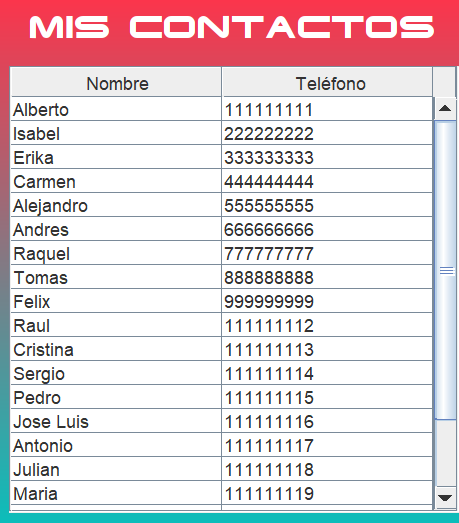 MIS CONTACTOS
Nombre Teléfono
Alberto 111111111
Isabel 222222222
Erika 333333333
Carmen 444444444
Alejandro 555555555
Andres 666666666
Raquel 777777777
Tomas 888888888
Felix 999999999
Raul 111111112
Cristina 111111113
Sergio 111111114
Pedro 111111115
Jose Luis 111111116
Antonio 111111117
Julian 111111118
Maria 111111119